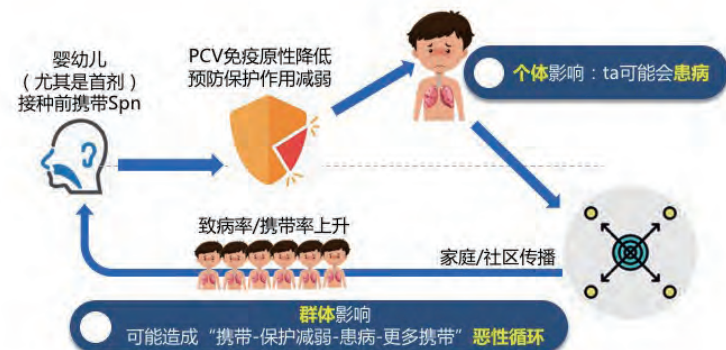 婴幼儿
（尤其是首剂）
接种前携带Spn
PCV免疫原性降低
预防保护作用减弱
个体影响：ta可能会患病
致病率/携带率上升
家庭/社区传播
群体影响
可能造成“携带-保护减弱-患病-更多携带”恶性循环